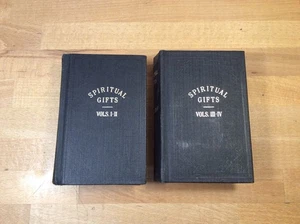 SPIRITUAL
GIFTS
VOLS. I-II
SPIRITUAL
GIFTS
VOLS. III-IV